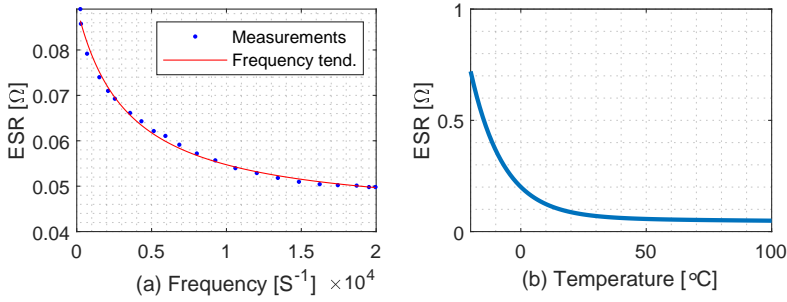 0.08
0.07
0.06
0.05
0.04
ESR [Ω]
Measurements
Frequency tend.
0
0.5
1
1.5
2
×10⁴
(a) Frequency [S⁻¹]
1
0.5
0
ESR [Ω]
0
50
100
(b) Temperature [°C]